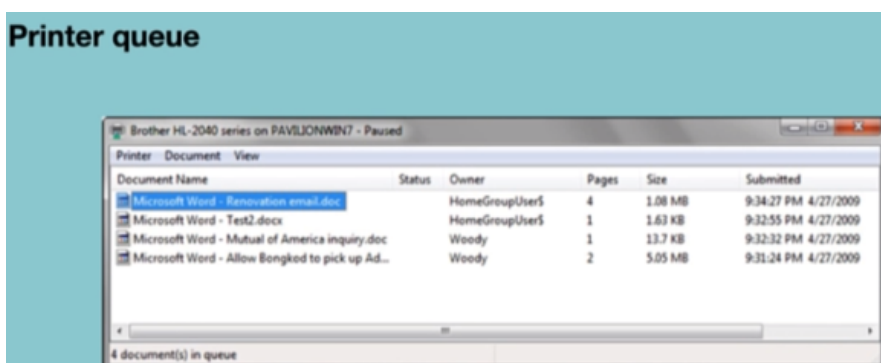 Printer queue
Brother HL-2040 series on PAVILIONWIN7 - Paused
Printer Document View
Document Name Status Owner Pages Size Submitted
Microsoft Word - Renovation email.doc HomeGroupUser$ 4 1.08 MB 9:34:27 PM 4/27/2009
Microsoft Word - Test2.docx HomeGroupUser$ 1 1.63 KB 9:32:55 PM 4/27/2009
Microsoft Word - Mutual of America inquiry.doc Woody 1 13.7 KB 9:32:32 PM 4/27/2009
Microsoft Word - Allow Bongkod to pick up Ad... Woody 2 5.05 MB 9:31:24 PM 4/27/2009
4 document(s) in queue